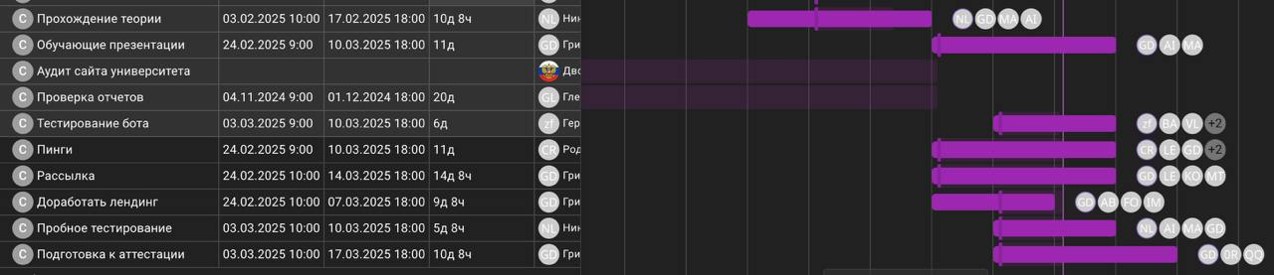 С Прохождение теории 03.02.2025 10:00 17.02.2025 18:00 10д 8ч NL Ник NL GD MA AI
С Обучающие презентации 24.02.2025 9:00 10.03.2025 18:00 11д GD Гри GD AI MA
С Аудит сайта университета Дво
С Проверка отчетов 04.11.2024 9:00 01.12.2024 18:00 20д GL Гле
С Тестирование бота 03.03.2025 9:00 10.03.2025 18:00 6д zf Гер zf BA VL +2
С Пинги 24.02.2025 9:00 10.03.2025 18:00 11д CR Род CR LE GD +2
С Рассылка 24.02.2025 10:00 14.03.2025 18:00 14д 8ч GD Гри GD LE KO MT
С Доработать лендинг 24.02.2025 10:00 07.03.2025 18:00 9д 8ч GD Гри GD AB FO IM
С Пробное тестирование 03.03.2025 10:00 10.03.2025 18:00 5д 8ч NL Ник NL AI MA GD
С Подготовка к аттестации 03.03.2025 10:00 17.03.2025 18:00 10д 8ч GD Гри GD